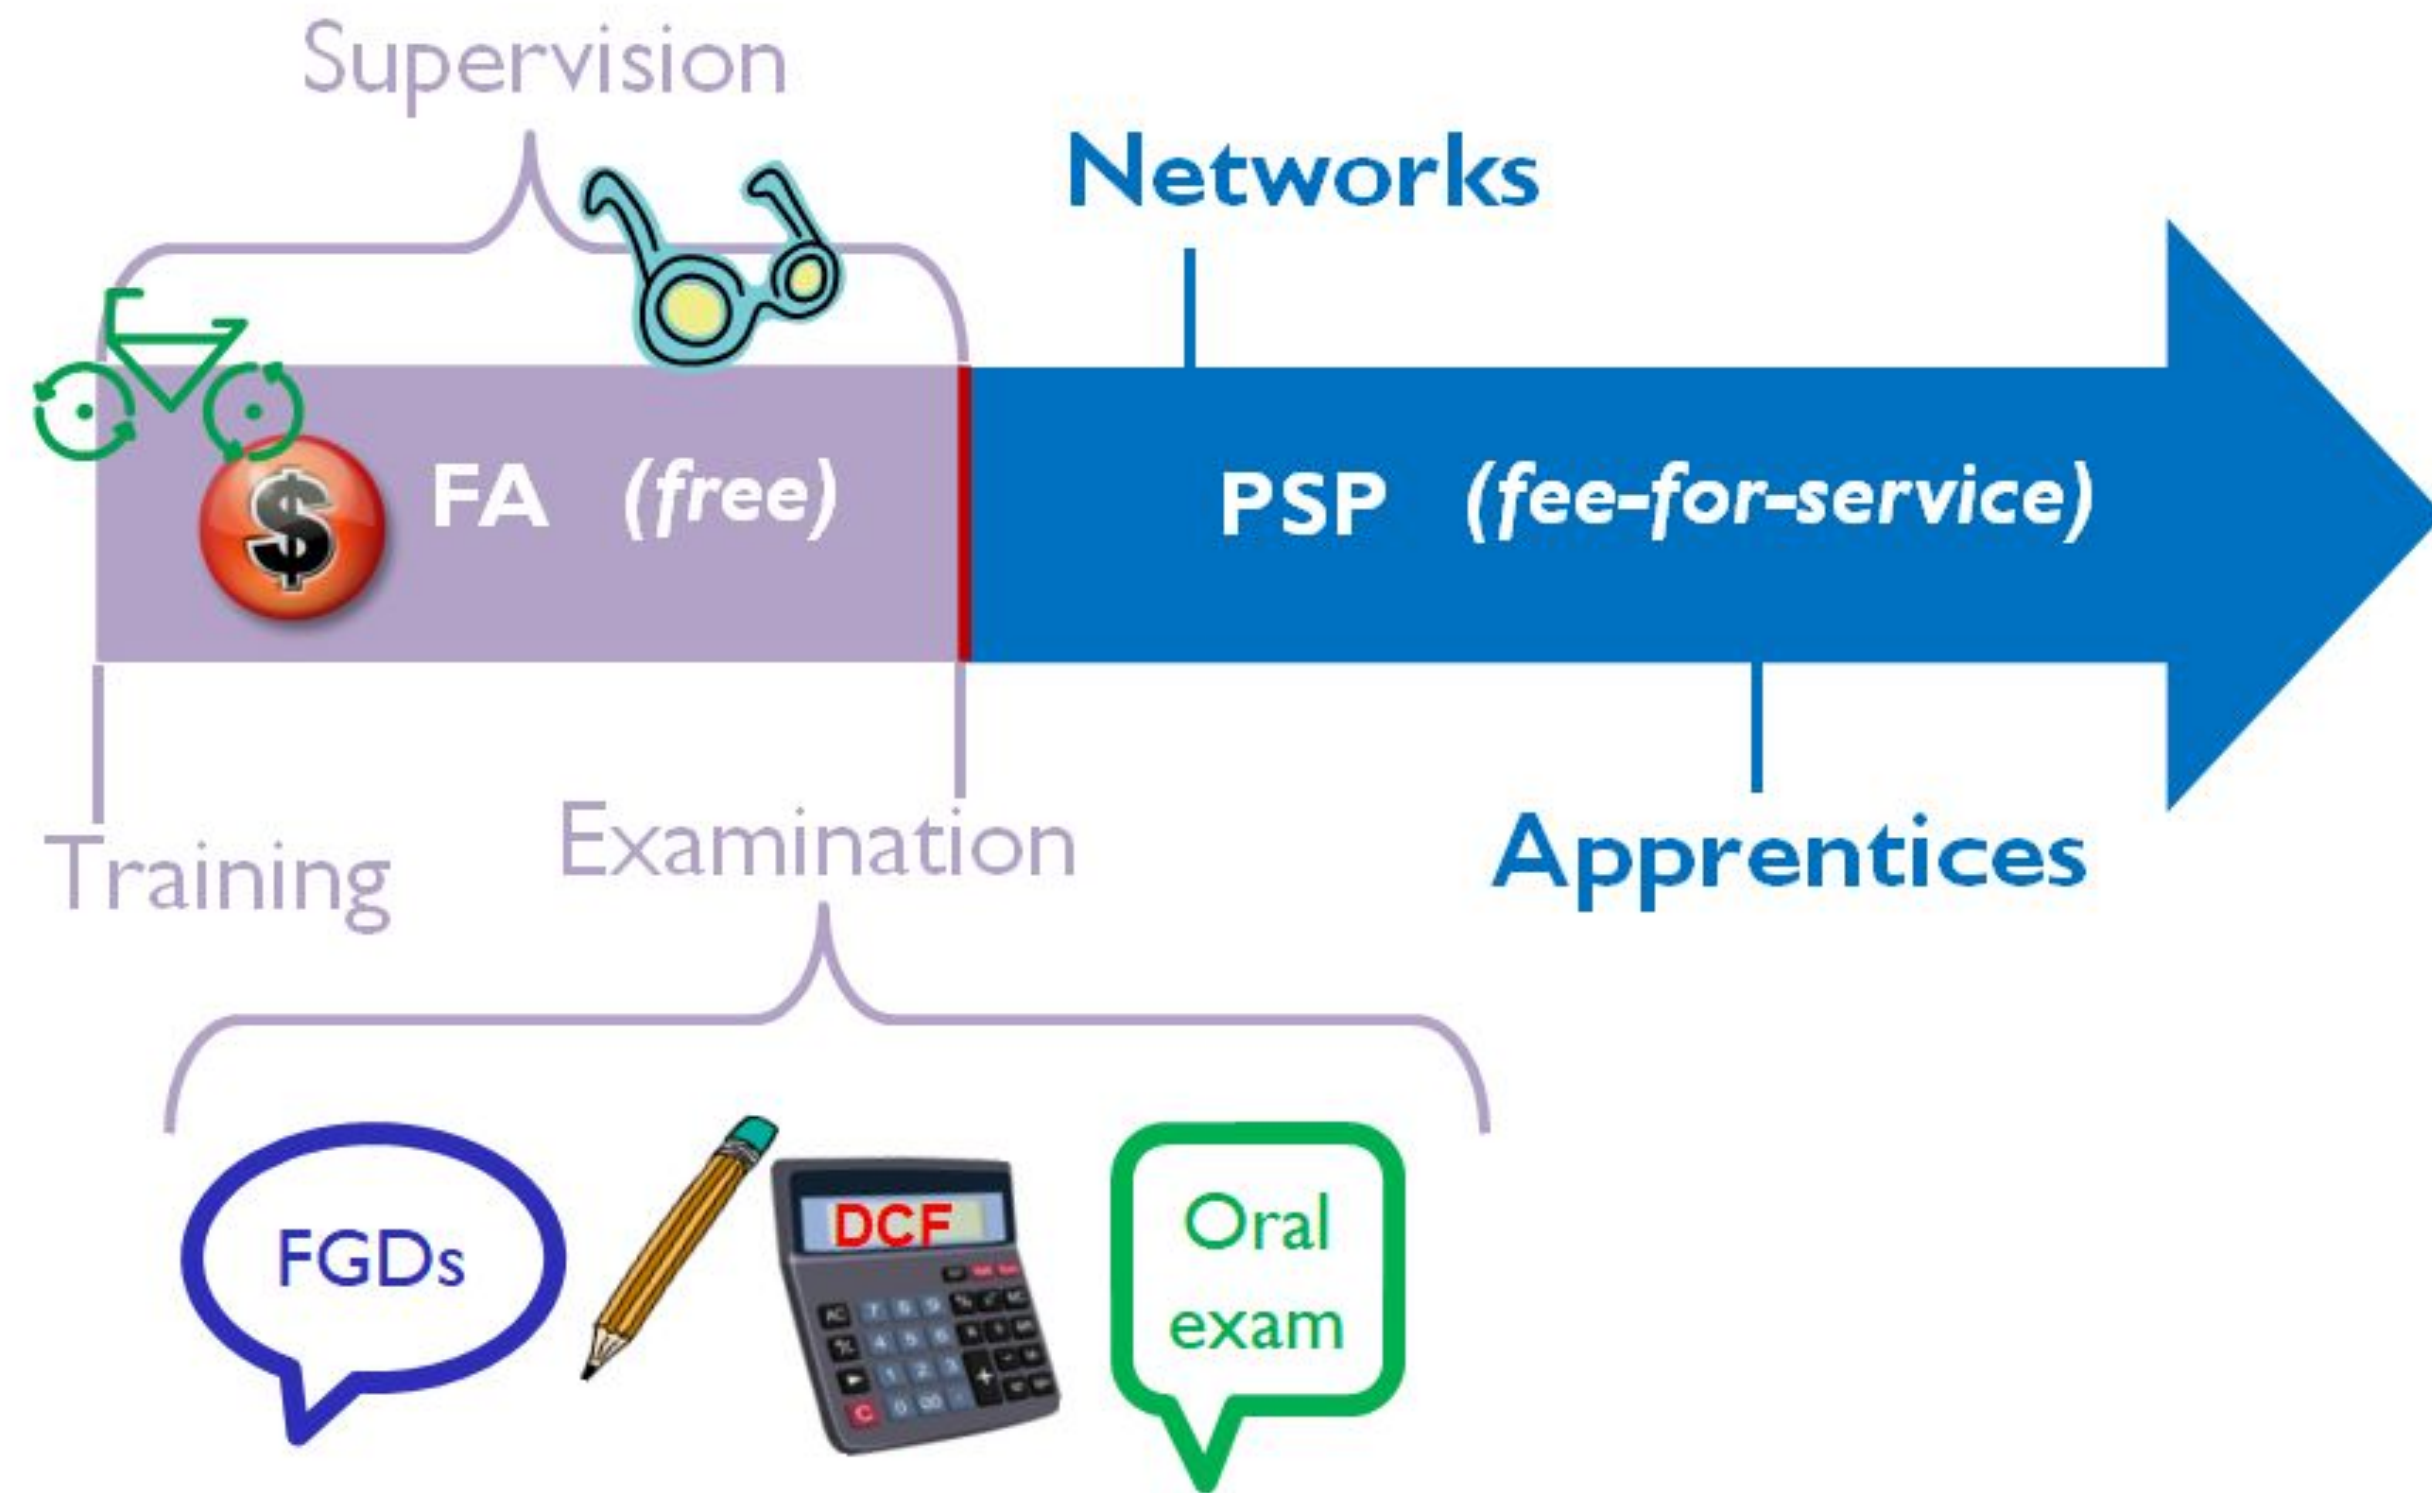 Supervision
Networks
$ FA (free)
PSP (fee-for-service)
Training
Examination
Apprentices
FGDs
DCF
Oral
exam